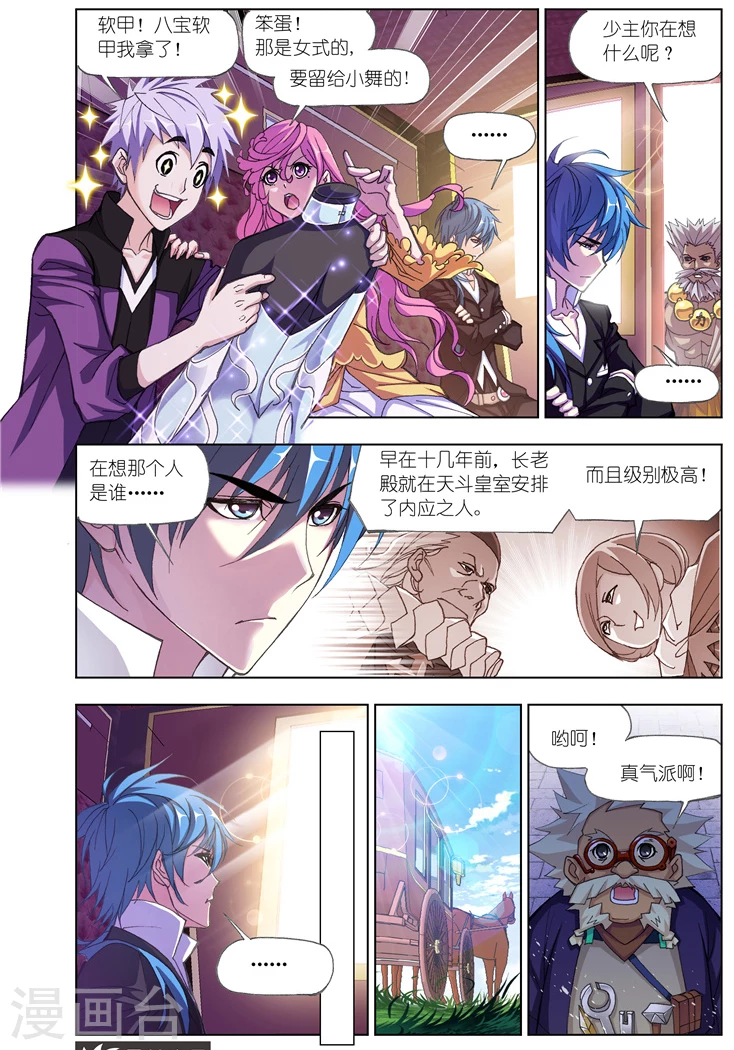 软甲！八宝软
甲我拿了！
笨蛋！
那是女式的，
要留给小舞的！
……
少主你在想
什么呢？
……
在想那个人
是谁……
早在十几年前，长老
殿就在天斗皇室安排
了内应之人。
而且级别极高！
……
哟呵！
真气派啊！
漫画台